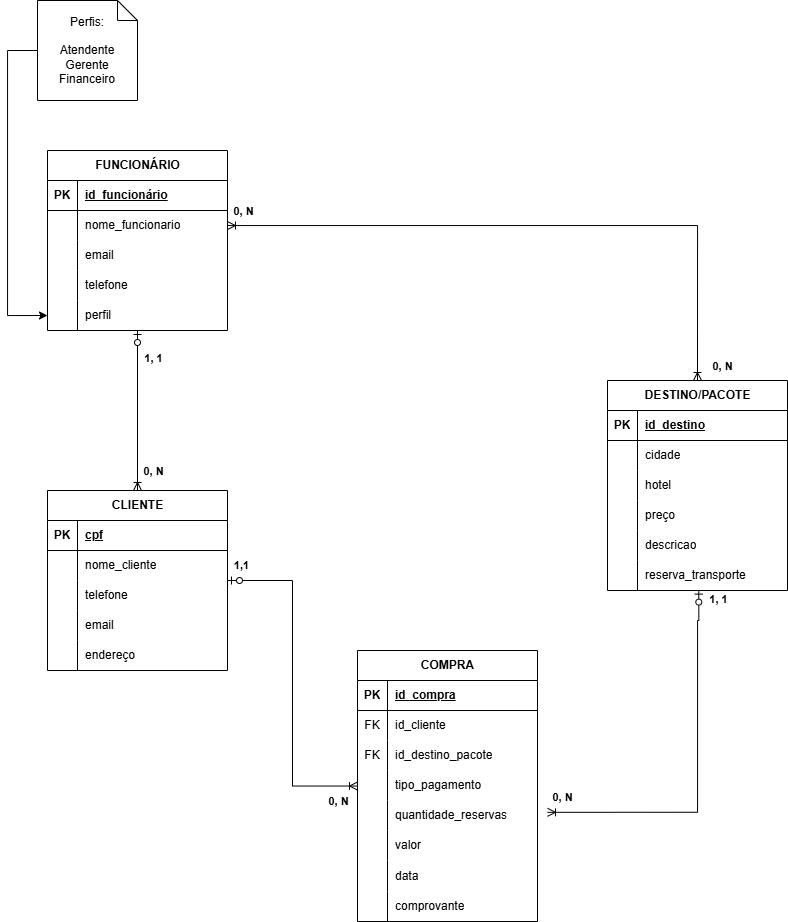 Perfis:
Atendente
Gerente
Financeiro
FUNCIONÁRIO
PK id_funcionário
nome_funcionario
email
telefone
perfil
0, N
1, 1
0, N
0, N
DESTINO/PACOTE
PK id_destino
cidade
hotel
preço
descricao
reserva_transporte
1, 1
CLIENTE
PK cpf
nome_cliente
telefone
email
endereço
1,1
0, N
COMPRA
PK id_compra
FK id_cliente
FK id_destino_pacote
tipo_pagamento
quantidade_reservas
valor
data
comprovante
0, N